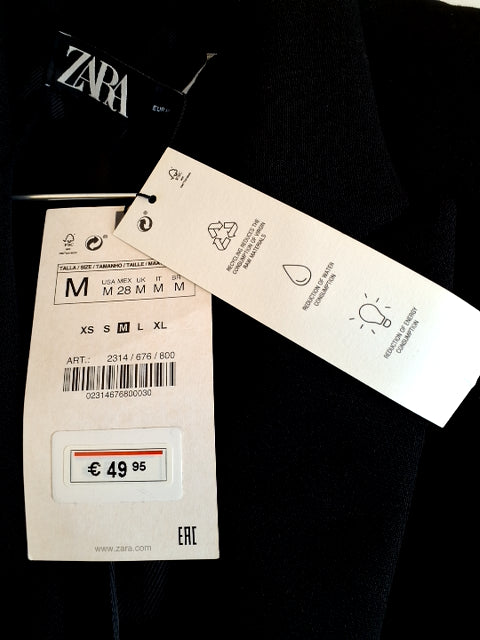 ZARA
EUR
TALLA / SIZE / TAMANHO / TAILLE / MA
M
USA MEX UK IT BR
M 28 M M M
XS S M L XL
ART.: 2314 / 676 / 800
02314676800030
€ 49 95
EAC
www.zara.com
RECYCLING REDUCES THE
CONSUMPTION OF VIRGIN
RAW MATERIALS
REDUCTION OF WATER
CONSUMPTION
REDUCTION OF ENERGY
CONSUMPTION